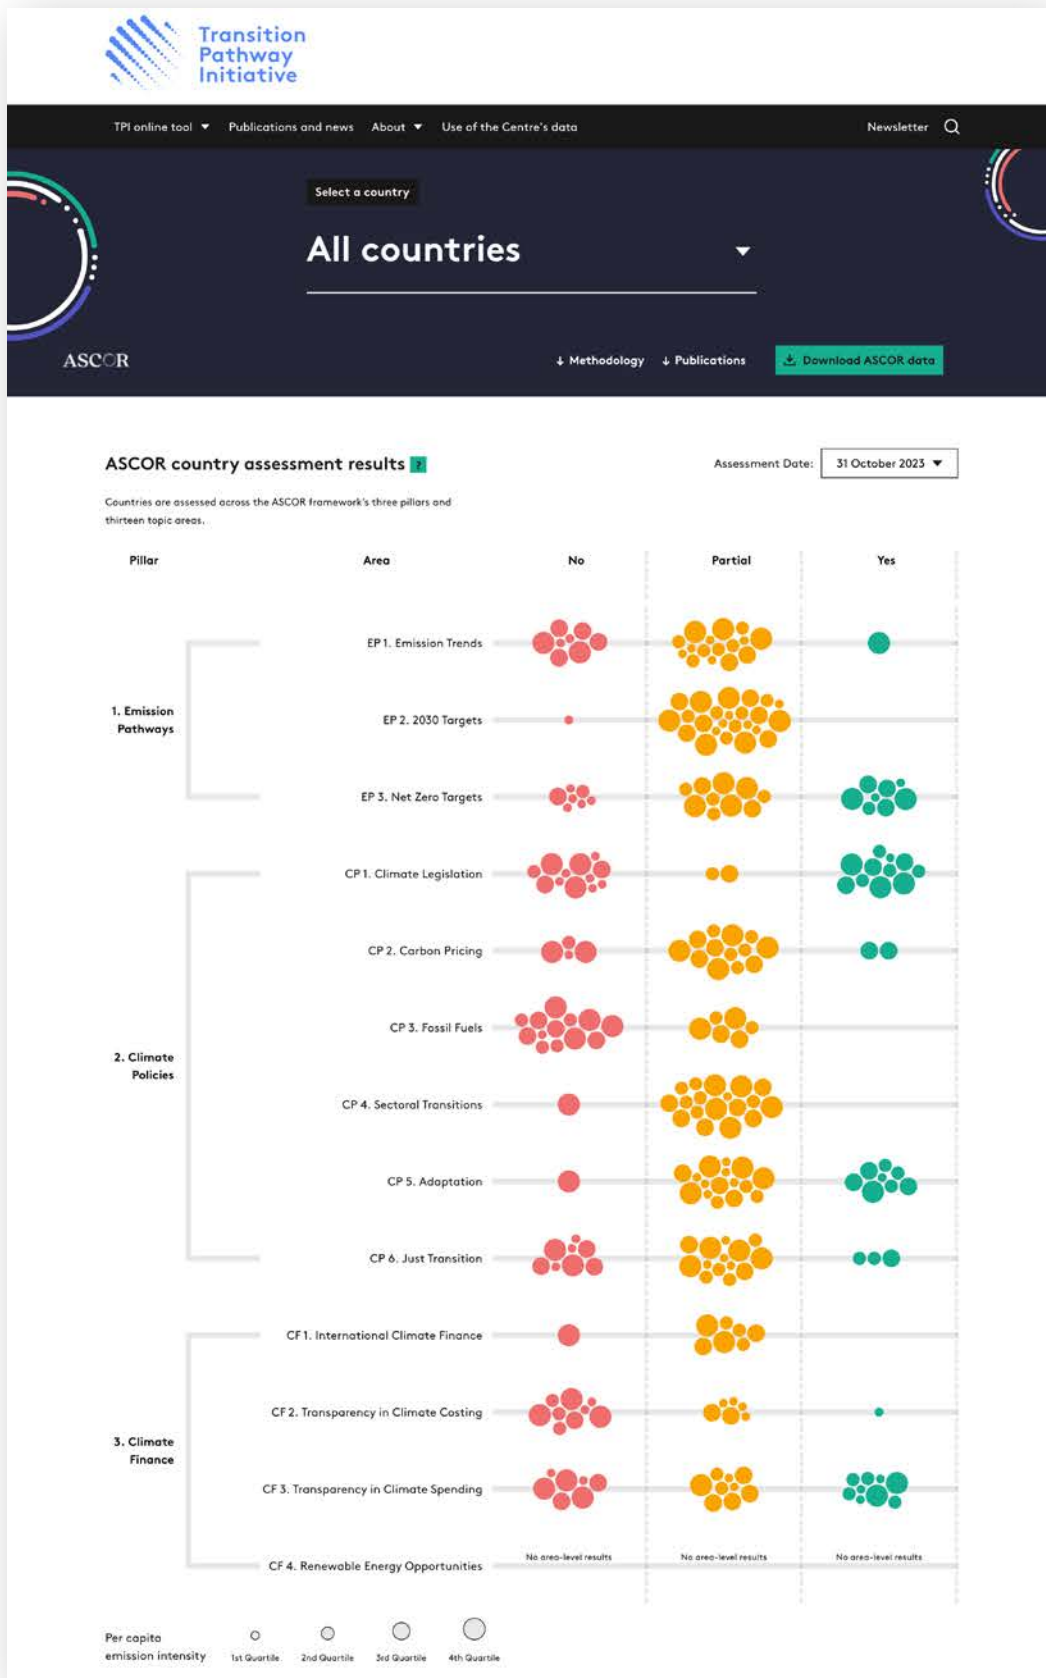 Transition
Pathway
Initiative
TPI online tool
Publications and news
About
Use of the Centre's data
Newsletter
Select a country
All countries
ASCOR
↓ Methodology
↓ Publications
Download ASCOR data
ASCOR country assessment results ?
Assessment Date:
31 October 2023
Countries are assessed across the ASCOR framework's three pillars and
thirteen topic areas.
Pillar
Area
No
Partial
Yes
1. Emission
Pathways
EP 1. Emission Trends
EP 2. 2030 Targets
EP 3. Net Zero Targets
2. Climate
Policies
CP 1. Climate Legislation
CP 2. Carbon Pricing
CP 3. Fossil Fuels
CP 4. Sectoral Transitions
CP 5. Adaptation
CP 6. Just Transition
3. Climate
Finance
CF 1. International Climate Finance
CF 2. Transparency in Climate Costing
CF 3. Transparency in Climate Spending
CF 4. Renewable Energy Opportunities
No area-level results
No area-level results
No area-level results
Per capita
emission intensity
1st Quartile
2nd Quartile
3rd Quartile
4th Quartile